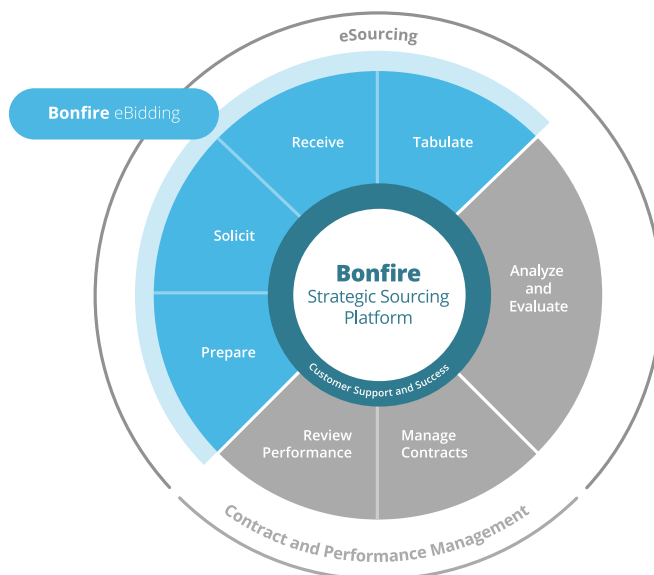 eSourcing
Bonfire eBidding
Receive
Tabulate
Solicit
Analyze
and
Evaluate
Bonfire
Strategic Sourcing
Platform
Prepare
Customer Support and Success
Review
Performance
Manage
Contracts
Contract and Performance Management